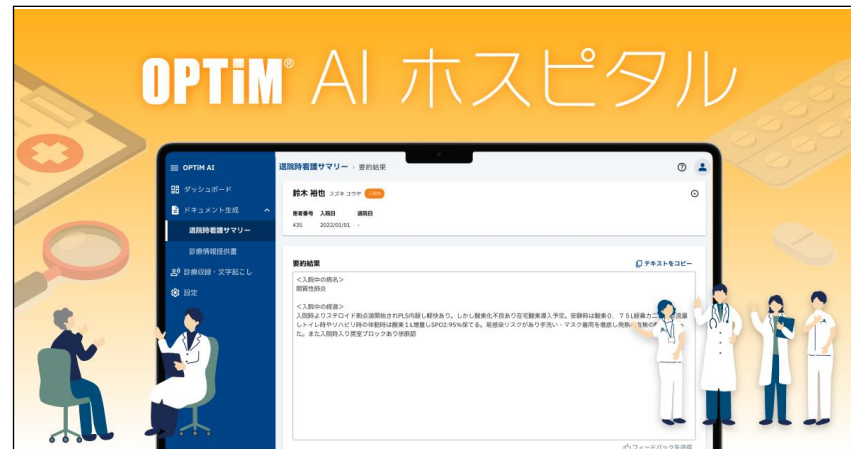 OPTiM® AI ホスピタル
OPTiM AI
ダッシュボード
ドキュメント生成
退院時看護サマリー
診療情報提供書
診療収録・文字起こし
設定
退院時看護サマリー › 要約結果
鈴木 裕也 スズキ ユウヤ 入院中
患者番号 入院日 退院日
435 2022/01/01 -
要約結果
テキストをコピー
<入院中の病名>
間質性肺炎
<入院中の経過>
入院時よりステロイド剤点滴開始されPLS内服し軽快あり。しかし酸素化不良あり在宅酸素導入予定。安静時は酸素0．75L経鼻カニ
しトイレ時やリハビリ時の体動時は酸素1L増量しSPO2:95%保てる。易感染リスクがあり手洗い・マスク着用を徹底し発熱
た。また入院時入り房室ブロックあり他
フィードバックを送信